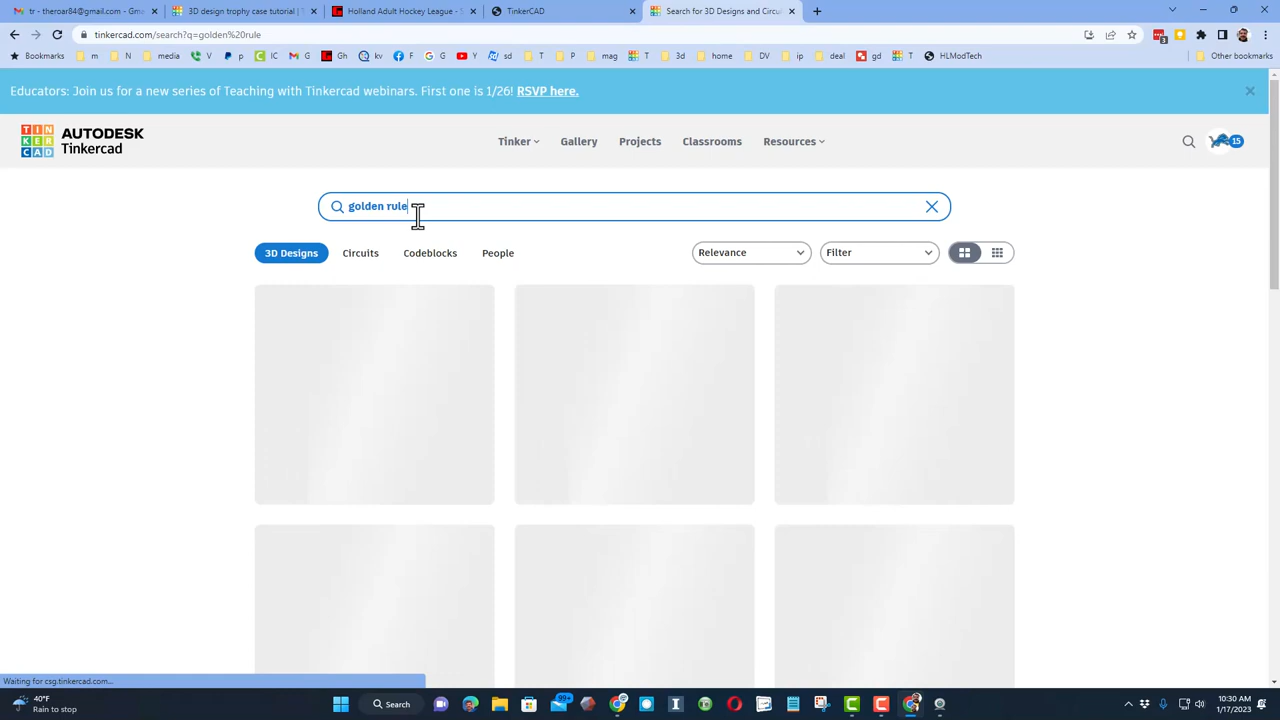 M - theroar84@gmail.com - Gma
3D design trophy case tutorial | T
Holland Adult Hockey League - S
TinkerCAD
Search for 3D Designs and Circui
tinkercad.com/search?q=golden%20rule
Bookmarks
N
media
V
p
IC
M
Gh
kv
F
G
Y
sd
T
mag
3d
home
DV
ip
deal
gd
T
HLModTech
Other bookmarks
Educators: Join us for a new series of Teaching with Tinkercad webinars. First one is 1/26! RSVP here.
TINKERCAD
AUTODESK
Tinkercad
Tinker
Gallery
Projects
Classrooms
Resources
15
golden rule
3D Designs
Circuits
Codeblocks
People
Relevance
Filter
Waiting for csg.tinkercad.com...
40°F
Rain to stop
Search
99+
10:30 AM
1/17/2023